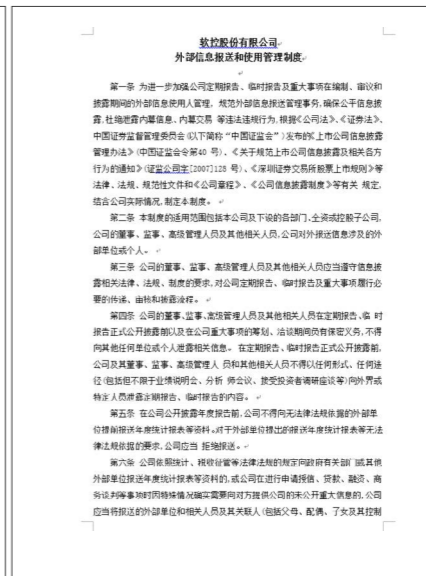 软控股份有限公司
外部信息报送和使用管理制度
第一条 为进一步加强公司定期报告、临时报告及重大事项在编制、审议和
披露期间的外部信息使用人管理, 规范外部信息报送管理事务,确保公平信息披
露,杜绝泄露内幕信息、内幕交易 等违法违规行为,根据《公司法》、《证券法》、
中国证券监督管理委员会(以下简称“中国证监会”)发布的《上市公司信息披露
管理办法》(中国证监会令第40 号)、《关于规范上市公司信息披露及相关各方
行为的通知》(证监公司字[2007]128 号)、《深圳证券交易所股票上市规则》等
法律、法规、规范性文件和《公司章程》、《公司信息披露制度》等有关 规定,
结合公司实际情况,制定本制度。
第二条 本制度的适用范围包括本公司及下设的各部门、全资或控股子公司,
公司的董事、监事、高级管理人员及其他相关人员,公司对外报送信息涉及的外
部单位或个人。
第三条 公司的董事、监事、高级管理人员及其他相关人员应当遵守信息披
露相关法律、法规、制度的要求,对公司定期报告、临时报告及重大事项履行必
要的传递、审核和披露流程。
第四条 公司的董事、监事、高级管理人员及其他相关人员在定期报告、临 时
报告正式公开披露前以及在公司重大事项的筹划、洽谈期间负有保密义务,不得
向其他任何单位或个人泄露相关信息。 在定期报告、临时报告正式公开披露前,
公司及其董事、监事、高级管理人 员和其他相关人员不得以任何形式、任何途
径(包括但不限于业绩说明会、分析 师会议、接受投资者调研座谈等)向外界或
特定人员泄露定期报告、临时报告的内容。
第五条 在公司公开披露年度报告前,公司不得向无法律法规依据的外部单
位提前报送年度统计报表等资料。对于外部单位提出的报送年度统计报表等无法
律法规依据的要求,公司应当 拒绝报送。
第六条 公司依照统计、税收征管等法律法规的规定向政府有关部门或其他
外部单位报送年度统计报表等资料的,或公司在进行申请授信、贷款、融资、商
务谈判等事项时因特殊情况确实需要向对方提供公司的未公开重大信息的,公司
应当将报送的外部单位和相关人员及其关联人(包括父母、配偶、子女及其控制